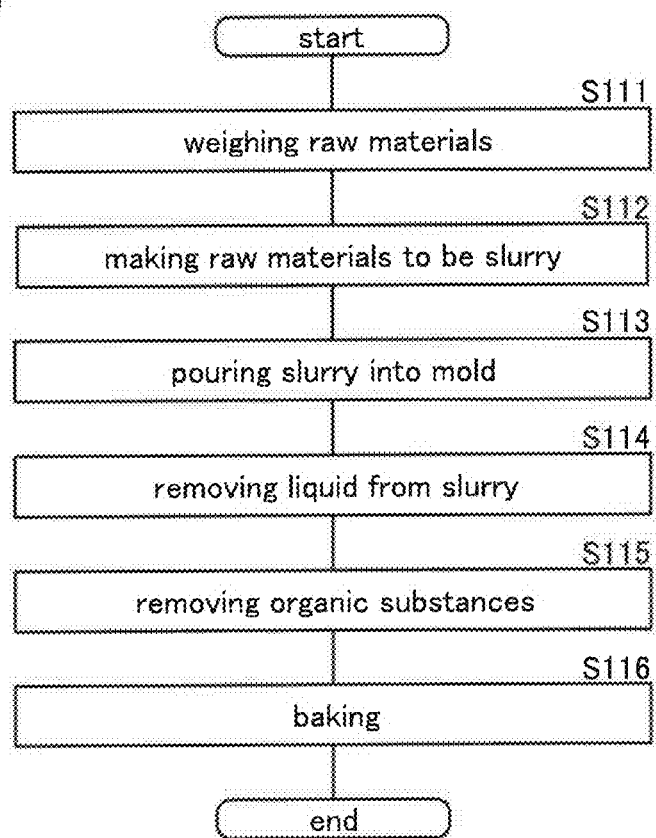 start
S111
weighing raw materials
S112
making raw materials to be slurry
S113
pouring slurry into mold
S114
removing liquid from slurry
S115
removing organic substances
S116
baking
end